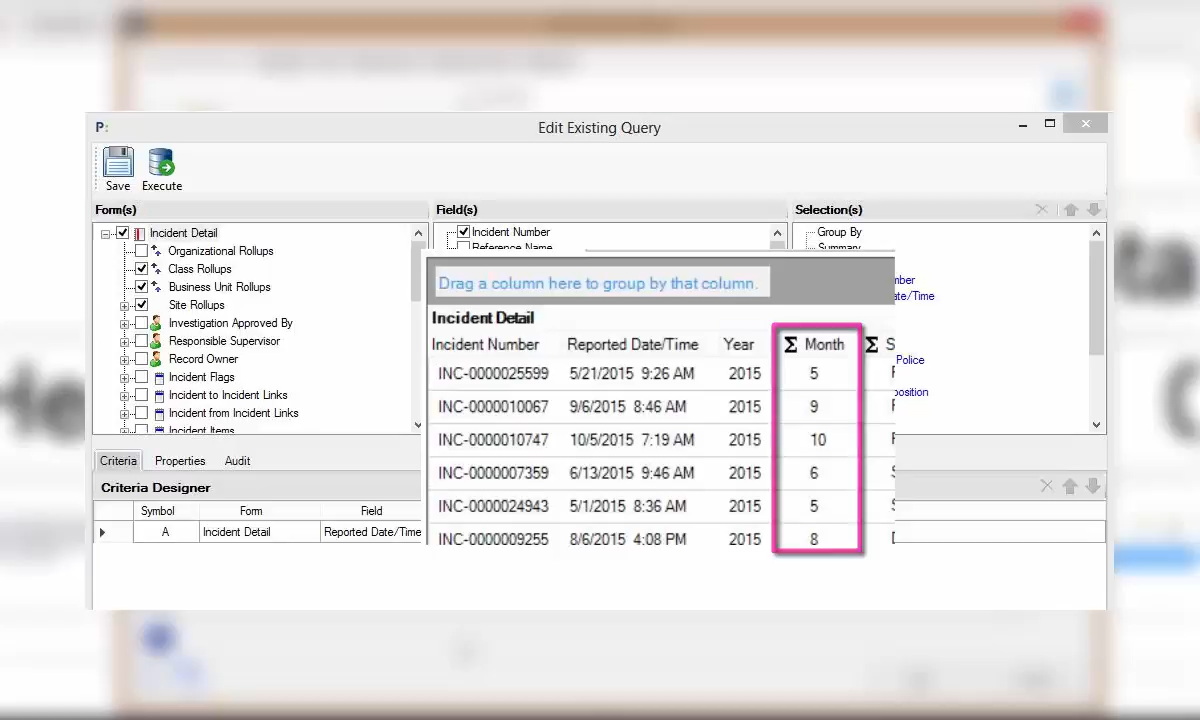 P:
Edit Existing Query
Save Execute
Form(s)
Incident Detail
Organizational Rollups
Class Rollups
Business Unit Rollups
Site Rollups
Investigation Approved By
Responsible Supervisor
Record Owner
Incident Flags
Incident to Incident Links
Incident from Incident Links
Incident Items
Field(s)
Incident Number
Reference Name
Selection(s)
Group By
Summary
mber
ate/Time
Police
position
Drag a column here to group by that column.
Incident Detail
Incident Number Reported Date/Time Year Σ Month Σ S
INC-0000025599 5/21/2015 9:26 AM 2015 5
INC-0000010067 9/6/2015 8:46 AM 2015 9
INC-0000010747 10/5/2015 7:19 AM 2015 10
INC-0000007359 6/13/2015 9:46 AM 2015 6
INC-0000024943 5/1/2015 8:36 AM 2015 5
INC-0000009255 8/6/2015 4:08 PM 2015 8
Criteria Properties Audit
Criteria Designer
Symbol Form Field
A Incident Detail Reported Date/Time